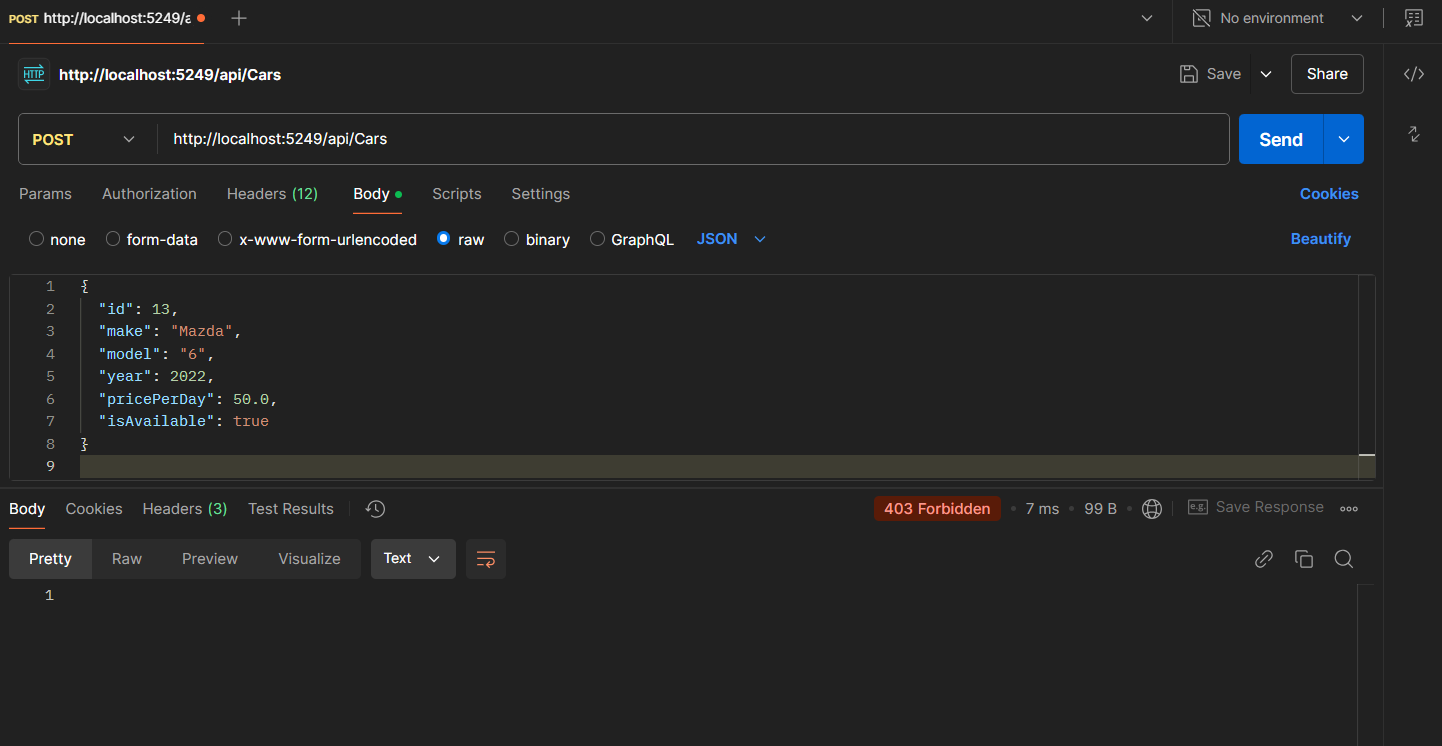 POST http://localhost:5249/a
No environment
HTTP http://localhost:5249/api/Cars
Save
Share
POST
http://localhost:5249/api/Cars
Send
Params Authorization Headers (12) Body Scripts Settings Cookies
none form-data x-www-form-urlencoded raw binary GraphQL JSON Beautify
1 {
2 "id": 13,
3 "make": "Mazda",
4 "model": "6",
5 "year": 2022,
6 "pricePerDay": 50.0,
7 "isAvailable": true
8 }
9
Body Cookies Headers (3) Test Results 403 Forbidden 7 ms 99 B e.g. Save Response
Pretty Raw Preview Visualize Text
1